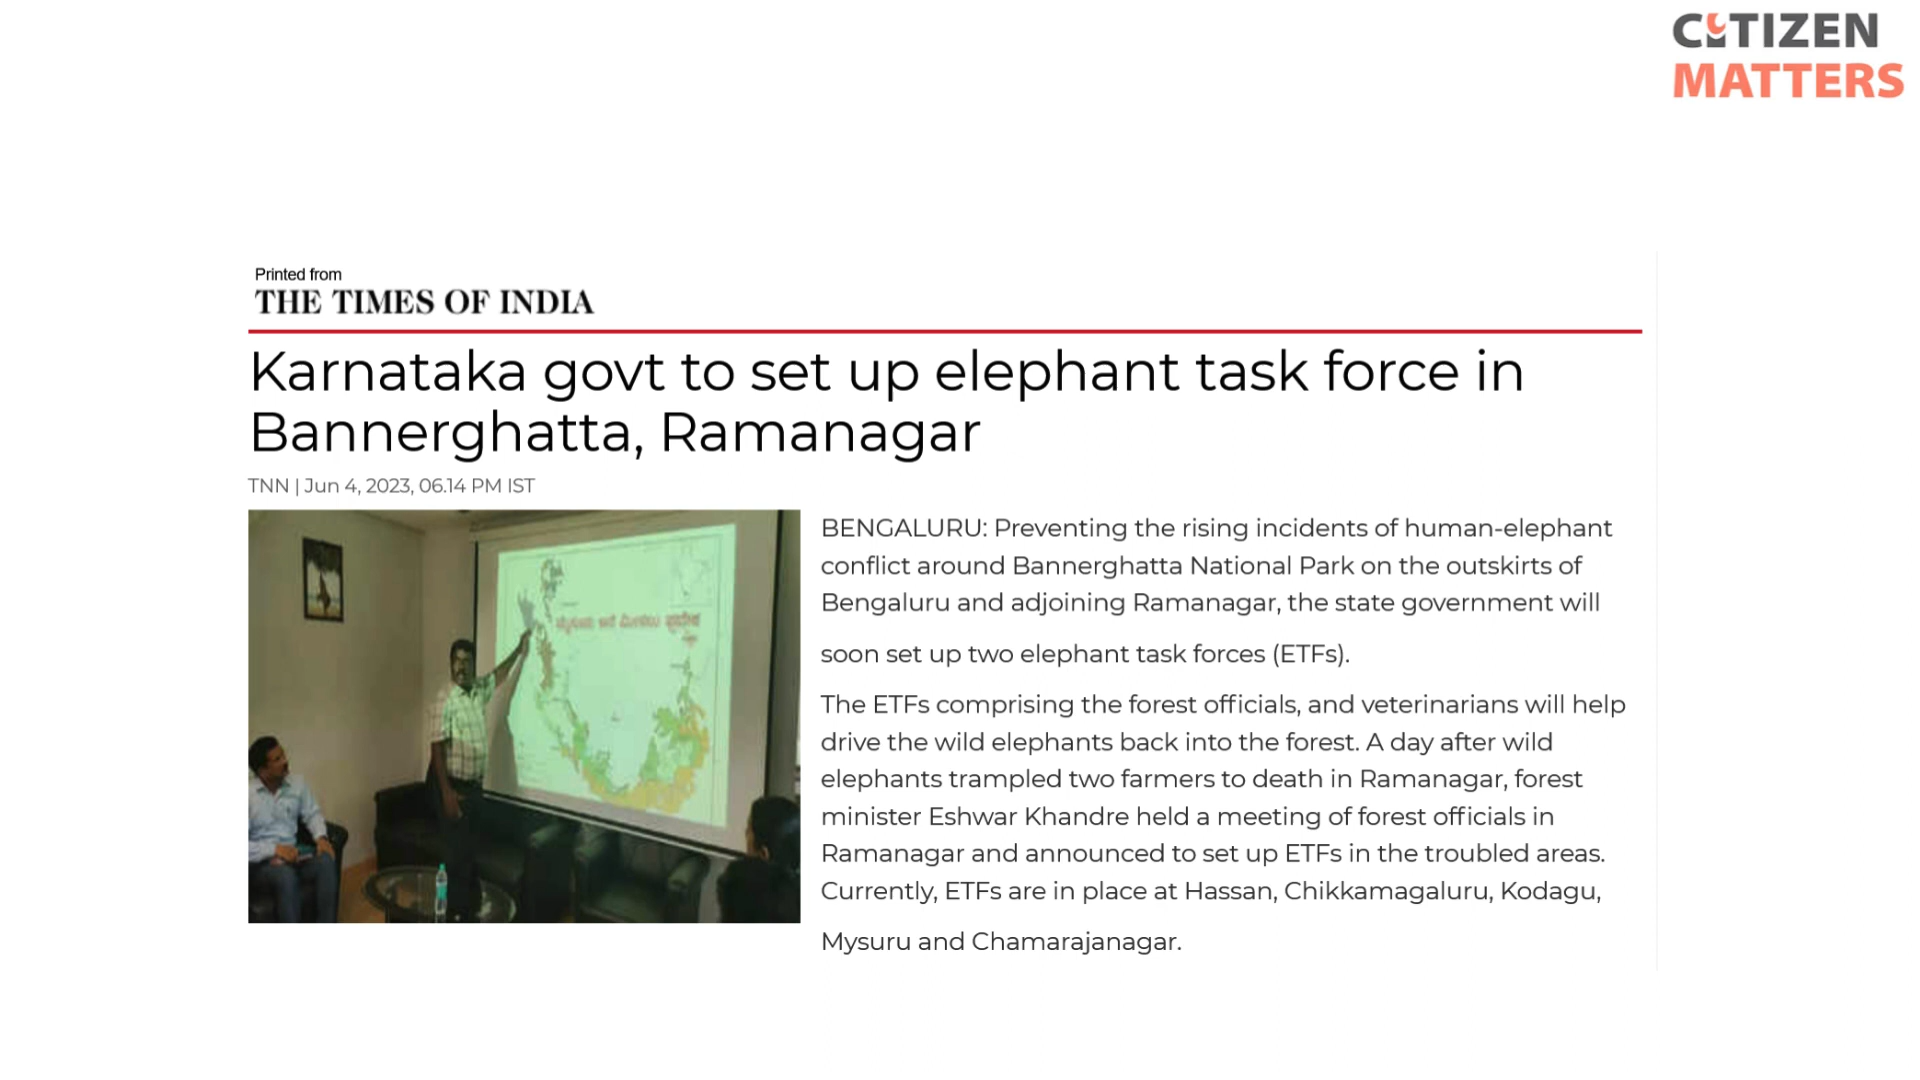 CiTIZEN
MATTERS
Printed from
THE TIMES OF INDIA
Karnataka govt to set up elephant task force in
Bannerghatta, Ramanagar
TNN | Jun 4, 2023, 06.14 PM IST
BENGALURU: Preventing the rising incidents of human-elephant
conflict around Bannerghatta National Park on the outskirts of
Bengaluru and adjoining Ramanagar, the state government will
soon set up two elephant task forces (ETFs).
The ETFs comprising the forest officials, and veterinarians will help
drive the wild elephants back into the forest. A day after wild
elephants trampled two farmers to death in Ramanagar, forest
minister Eshwar Khandre held a meeting of forest officials in
Ramanagar and announced to set up ETFs in the troubled areas.
Currently, ETFs are in place at Hassan, Chikkamagaluru, Kodagu,
Mysuru and Chamarajanagar.
ಮೈಸೂರು ಆನೆ ಮೀಸಲು ಪ್ರದೇಶ